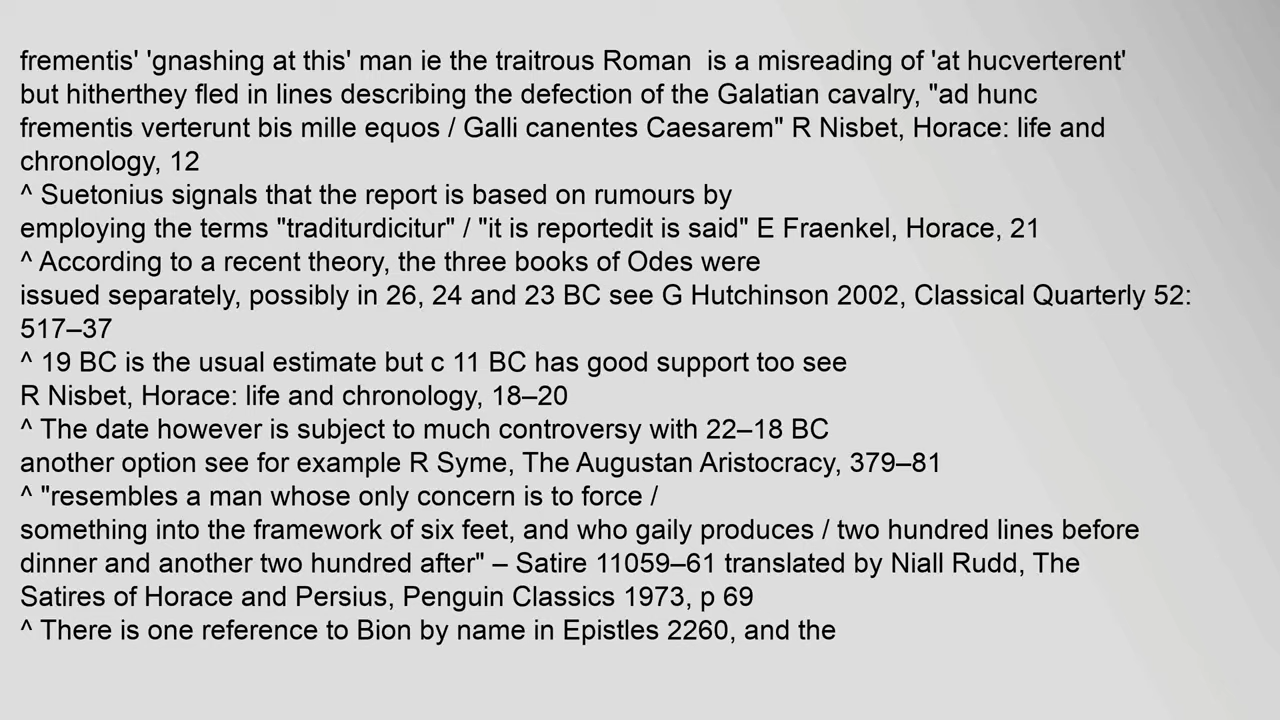 frementis' 'gnashing at this' man ie the traitrous Roman  is a misreading of 'at hucverterent'
but hitherthey fled in lines describing the defection of the Galatian cavalry, "ad hunc
frementis verterunt bis mille equos / Galli canentes Caesarem" R Nisbet, Horace: life and
chronology, 12
^ Suetonius signals that the report is based on rumours by
employing the terms "traditurdicitur" / "it is reportedit is said" E Fraenkel, Horace, 21
^ According to a recent theory, the three books of Odes were
issued separately, possibly in 26, 24 and 23 BC see G Hutchinson 2002, Classical Quarterly 52:
517–37
^ 19 BC is the usual estimate but c 11 BC has good support too see
R Nisbet, Horace: life and chronology, 18–20
^ The date however is subject to much controversy with 22–18 BC
another option see for example R Syme, The Augustan Aristocracy, 379–81
^ "resembles a man whose only concern is to force /
something into the framework of six feet, and who gaily produces / two hundred lines before
dinner and another two hundred after" – Satire 11059–61 translated by Niall Rudd, The
Satires of Horace and Persius, Penguin Classics 1973, p 69
^ There is one reference to Bion by name in Epistles 2260, and the